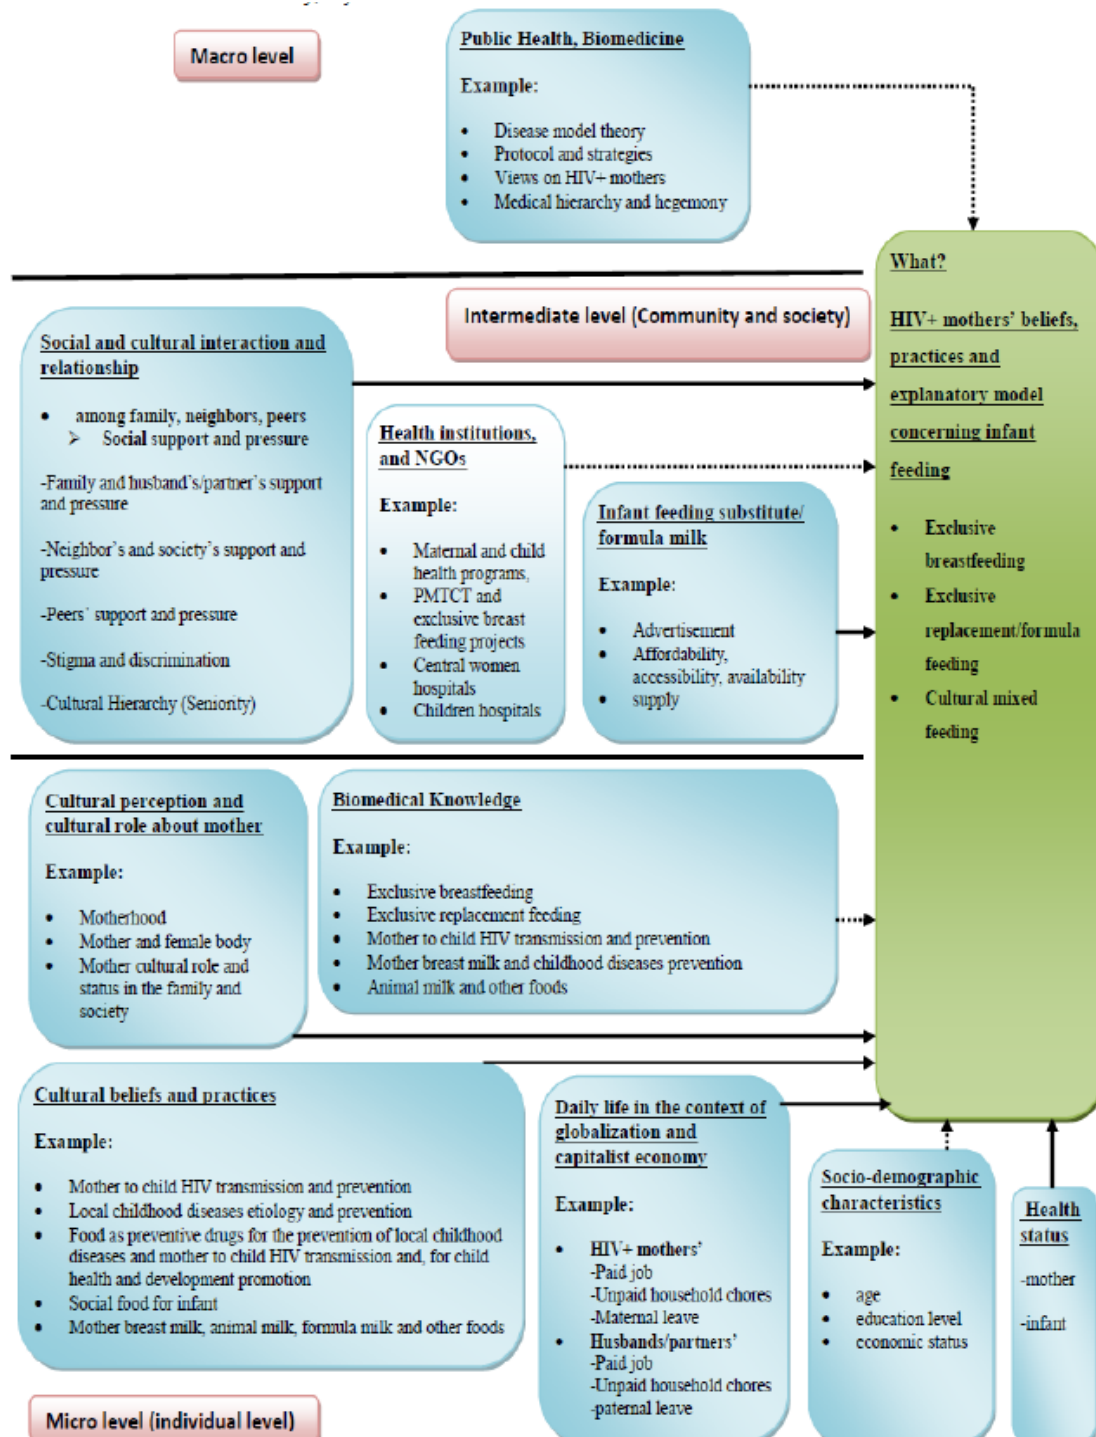 Macro level
Public Health, Biomedicine
Example:
• Disease model theory
• Protocol and strategies
• Views on HIV+ mothers
• Medical hierarchy and hegemony
Intermediate level (Community and society)
Social and cultural interaction and
relationship
• among family, neighbors, peers
➢ Social support and pressure
-Family and husband's/partner's support
and pressure
-Neighbor's and society's support and
pressure
-Peers' support and pressure
-Stigma and discrimination
-Cultural Hierarchy (Seniority)
Health institutions,
and NGOs
Example:
• Maternal and child
health programs,
• PMTCT and
exclusive breast
feeding projects
• Central women
hospitals
• Children hospitals
Infant feeding substitute/
formula milk
Example:
• Advertisement
• Affordability,
accessibility, availability
• supply
What?
HIV+ mothers' beliefs,
practices and
explanatory model
concerning infant
feeding
• Exclusive
breastfeeding
• Exclusive
replacement/formula
feeding
• Cultural mixed
feeding
Cultural perception and
cultural role about mother
Example:
• Motherhood
• Mother and female body
• Mother cultural role and
status in the family and
society
Biomedical Knowledge
Example:
• Exclusive breastfeeding
• Exclusive replacement feeding
• Mother to child HIV transmission and prevention
• Mother breast milk and childhood diseases prevention
• Animal milk and other foods
Cultural beliefs and practices
Example:
• Mother to child HIV transmission and prevention
• Local childhood diseases etiology and prevention
• Food as preventive drugs for the prevention of local childhood
diseases and mother to child HIV transmission and, for child
health and development promotion
• Social food for infant
• Mother breast milk, animal milk, formula milk and other foods
Daily life in the context of
globalization and
capitalist economy
Example:
• HIV+ mothers'
-Paid job
-Unpaid household chores
-Maternal leave
• Husbands/partners'
-Paid job
-Unpaid household chores
-paternal leave
Socio-demographic
characteristics
Example:
• age
• education level
• economic status
Health
status
-mother
-infant
Micro level (individual level)